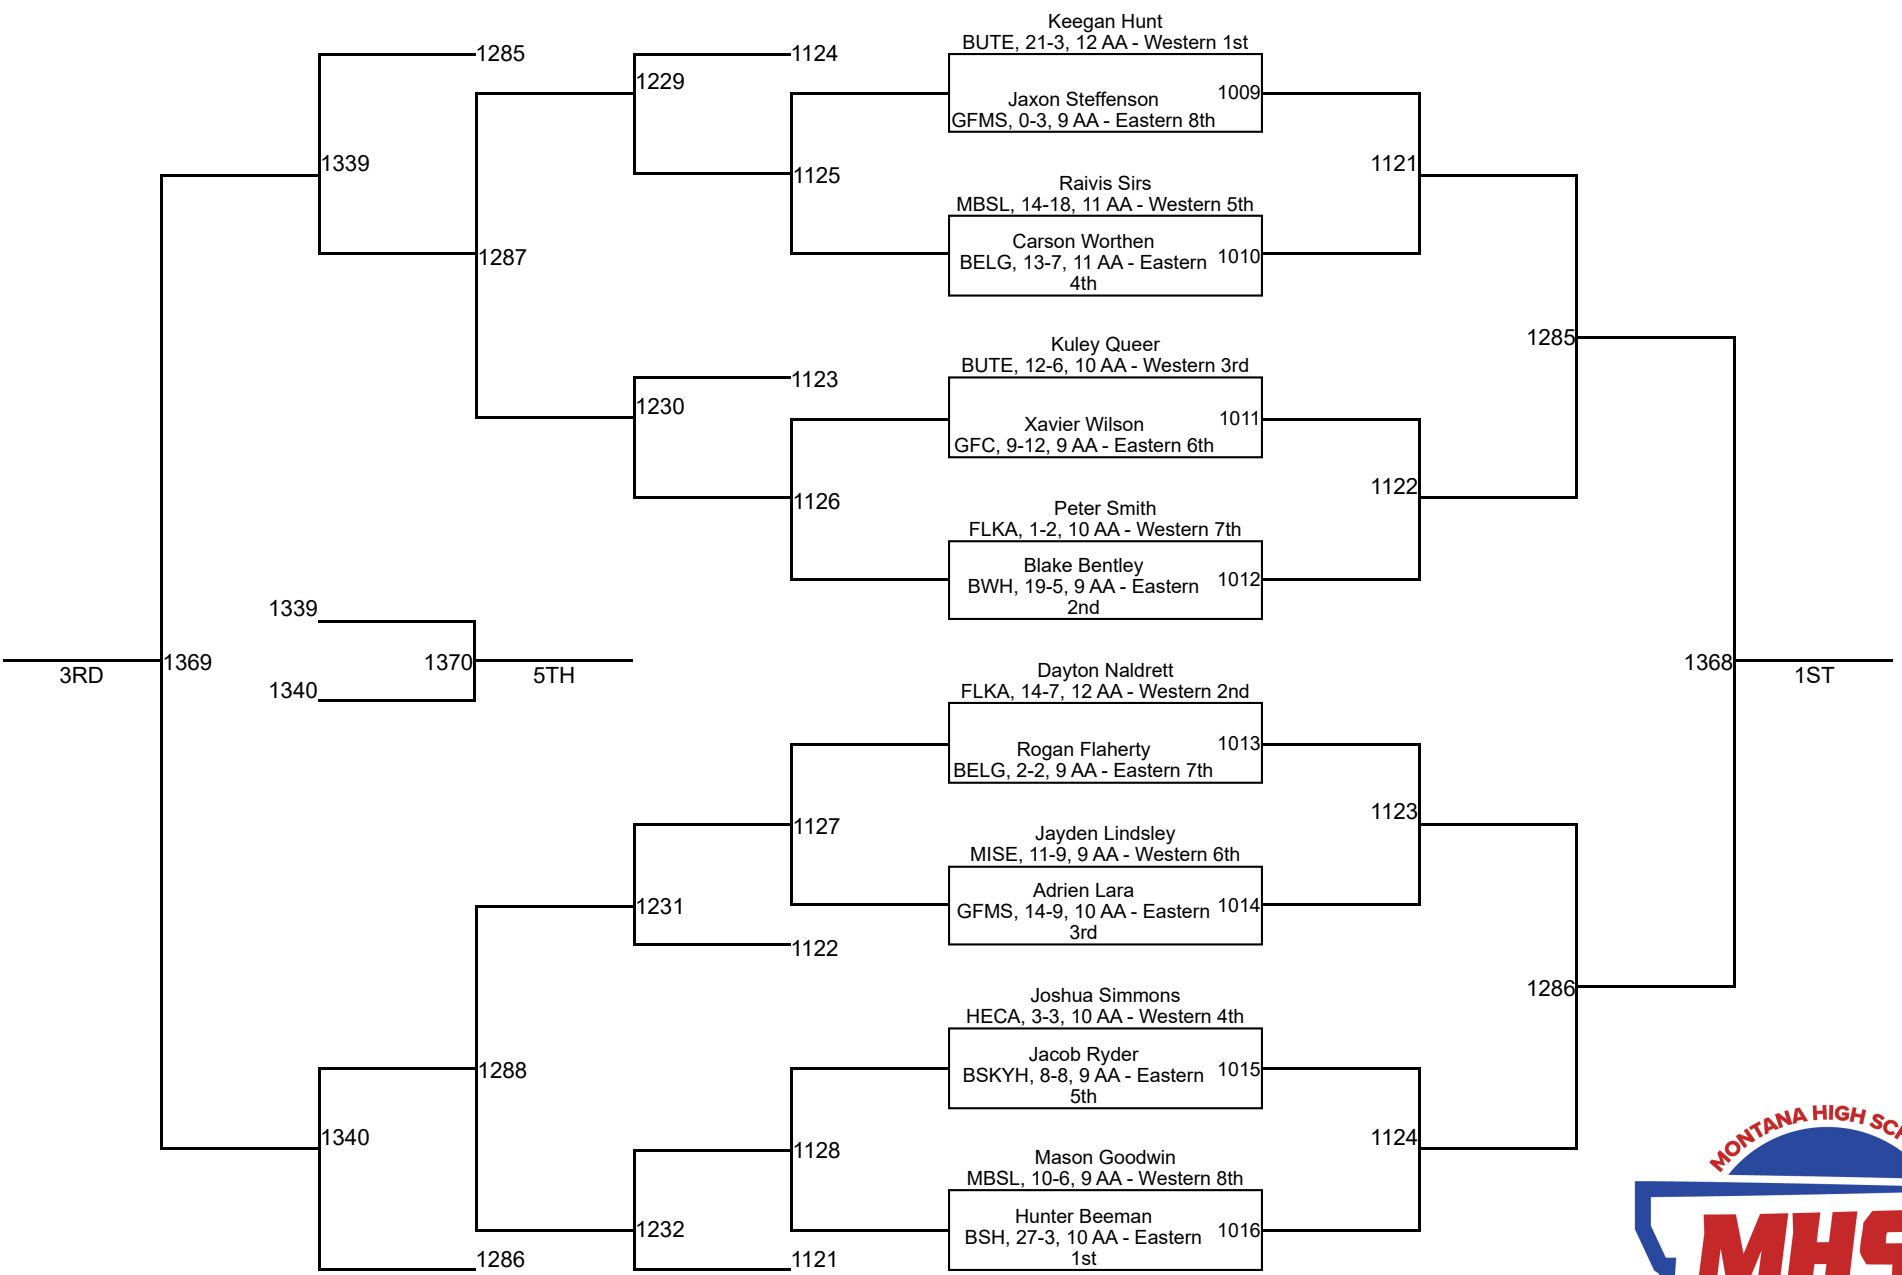 Keegan Hunt
BUTE, 21-3, 12 AA - Western 1st
1285
1124
1229
Jaxon Steffenson
1009
GFMS, 0-3, 9 AA - Eastern 8th
1339
1125
1121
Raivis Sirs
MBSL, 14-18, 11 AA - Western 5th
Carson Worthen
BELG, 13-7, 11 AA - Eastern
4th
1010
1287
Kuley Queer
BUTE, 12-6, 10 AA - Western 3rd
1285
1123
1230
Xavier Wilson
1011
GFC, 9-12, 9 AA - Eastern 6th
1126
1122
Peter Smith
FLKA, 1-2, 10 AA - Western 7th
Blake Bentley
BWH, 19-5, 9 AA - Eastern
2nd
1012
1339
1369
1370
3RD
5TH
1340
1368
1ST
Dayton Naldrett
FLKA, 14-7, 12 AA - Western 2nd
Rogan Flaherty
1013
BELG, 2-2, 9 AA - Eastern 7th
1127
1123
Jayden Lindsley
MISE, 11-9, 9 AA - Western 6th
Adrien Lara
GFMS, 14-9, 10 AA - Eastern
3rd
1014
1231
1122
1286
Joshua Simmons
HECA, 3-3, 10 AA - Western 4th
Jacob Ryder
BSKYH, 8-8, 9 AA - Eastern
5th
1015
1288
1340
1128
1124
Mason Goodwin
MBSL, 10-6, 9 AA - Western 8th
Hunter Beeman
BSH, 27-3, 10 AA - Eastern
1st
1016
1232
1286
1121
MONTANA HIGH